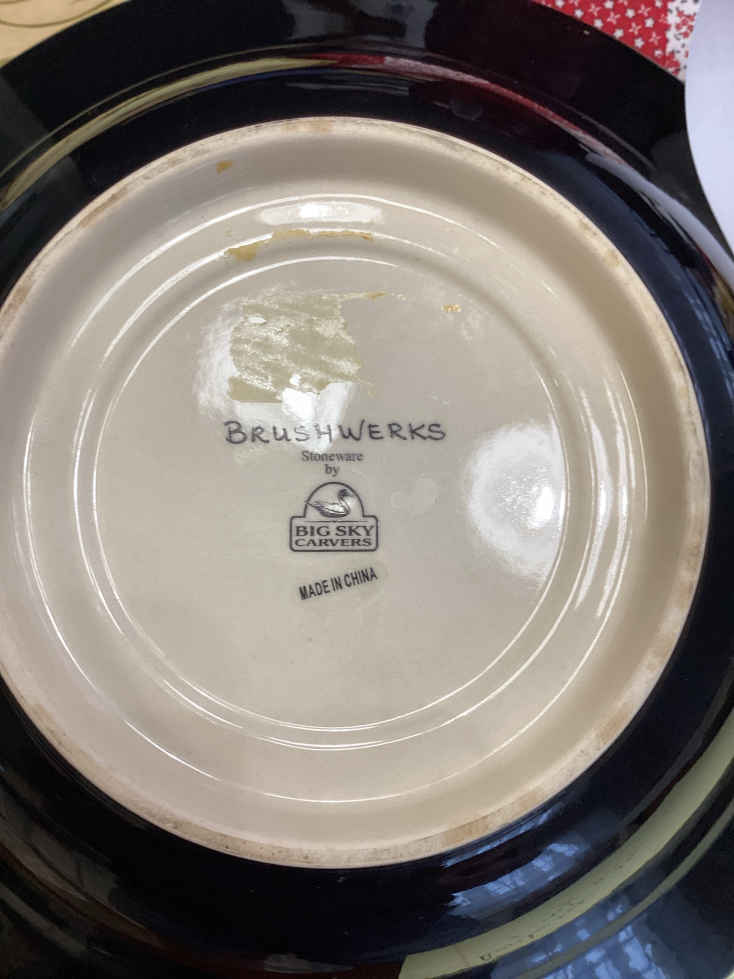 BRUSHWERKS
Stoneware
by
BIG SKY
CARVERS
MADE IN CHINA